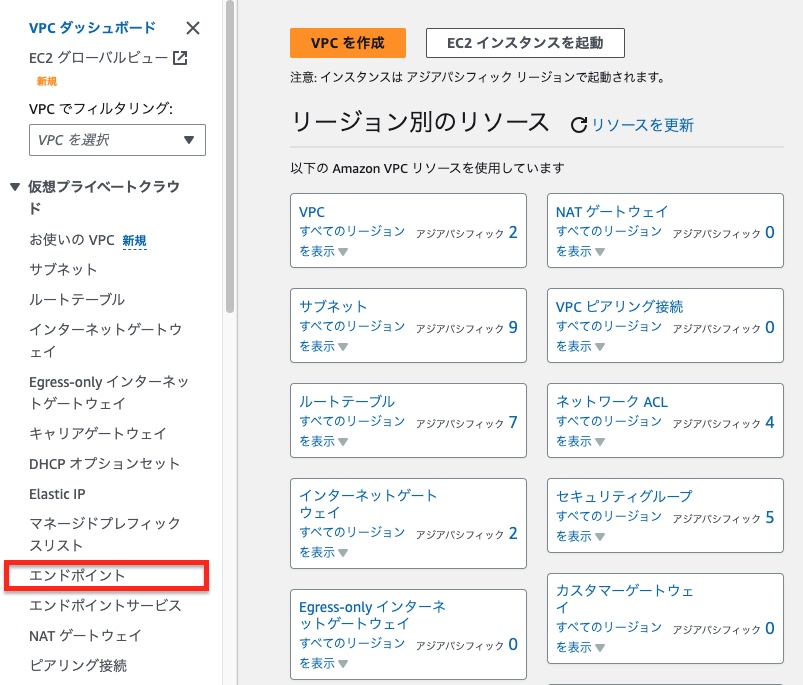 VPC ダッシュボード
EC2 グローバルビュー
新規
VPC でフィルタリング:
VPC を選択
仮想プライベートクラウ
ド
お使いの VPC 新規
サブネット
ルートテーブル
インターネットゲートウ
ェイ
Egress-only インターネッ
トゲートウェイ
キャリアゲートウェイ
DHCP オプションセット
Elastic IP
マネージドプレフィック
スリスト
エンドポイント
エンドポイントサービス
NAT ゲートウェイ
ピアリング接続
VPC を作成
EC2 インスタンスを起動
注意: インスタンスは アジアパシフィック リージョンで起動されます。
リージョン別のリソース
リソースを更新
以下の Amazon VPC リソースを使用しています
VPC
すべてのリージョン
を表示
アジアパシフィック 2
NAT ゲートウェイ
すべてのリージョン
を表示
アジアパシフィック 0
サブネット
すべてのリージョン
を表示
アジアパシフィック 9
VPC ピアリング接続
すべてのリージョン
を表示
アジアパシフィック 0
ルートテーブル
すべてのリージョン
を表示
アジアパシフィック 7
ネットワーク ACL
すべてのリージョン
を表示
アジアパシフィック 4
インターネットゲート
ウェイ
すべてのリージョン
を表示
アジアパシフィック 2
セキュリティグループ
すべてのリージョン
を表示
アジアパシフィック 5
Egress-only インターネ
ットゲートウェイ
すべてのリージョン
を表示
アジアパシフィック 0
カスタマーゲートウェ
イ
すべてのリージョン
を表示
アジアパシフィック 0